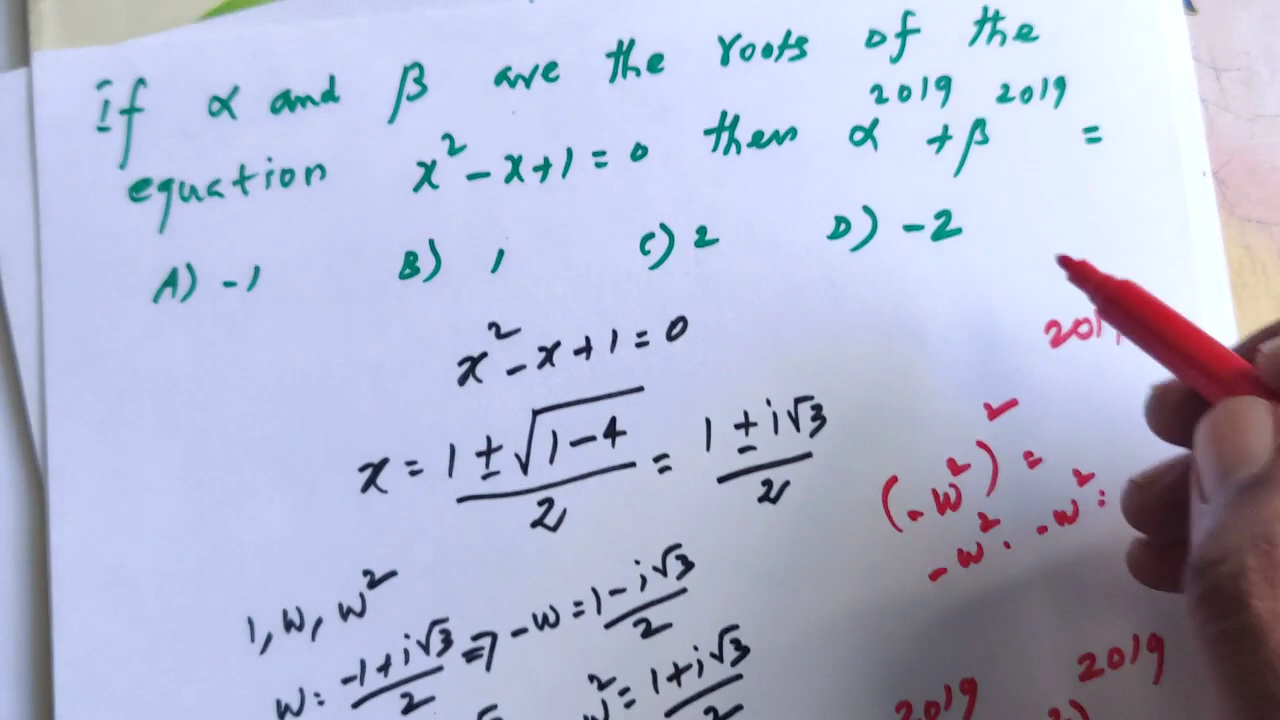 If α and β are the roots of the
equation x² - x + 1 = 0 then α²⁰¹⁹ + β²⁰¹⁹ =
A) -1 B) 1 C) 2 D) -2
x² - x + 1 = 0
x = (1 ± √(1-4))/2 = (1 ± i√3)/2
(-w²)² =
-w² · -w² =
1, w, w²
w = (-1 + i√3)/2 ⇒ -w = (1 - i√3)/2
w² = (1 + i√3)/2
2019 2019